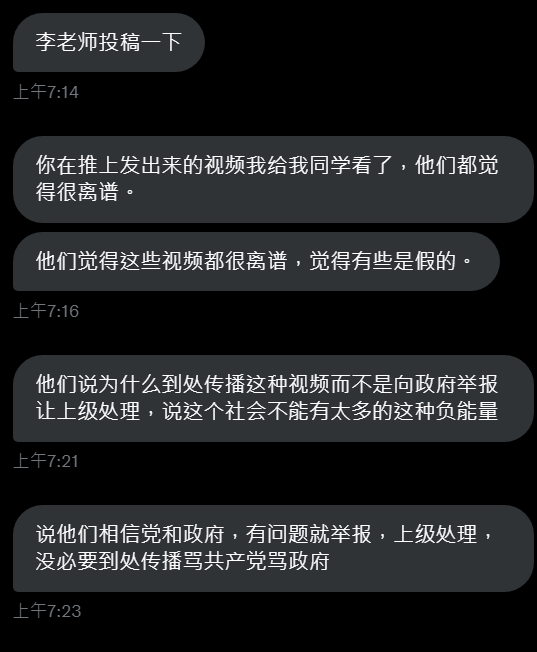 李老师投稿一下
上午7:14
你在推上发出来的视频我给我同学看了，他们都觉
得很离谱。
他们觉得这些视频都很离谱，觉得有些是假的。
上午7:16
他们说为什么到处传播这种视频而不是向政府举报
让上级处理，说这个社会不能有太多的这种负能量
上午7:21
说他们相信党和政府，有问题就举报，上级处理，
没必要到处传播骂共产党骂政府
上午7:23